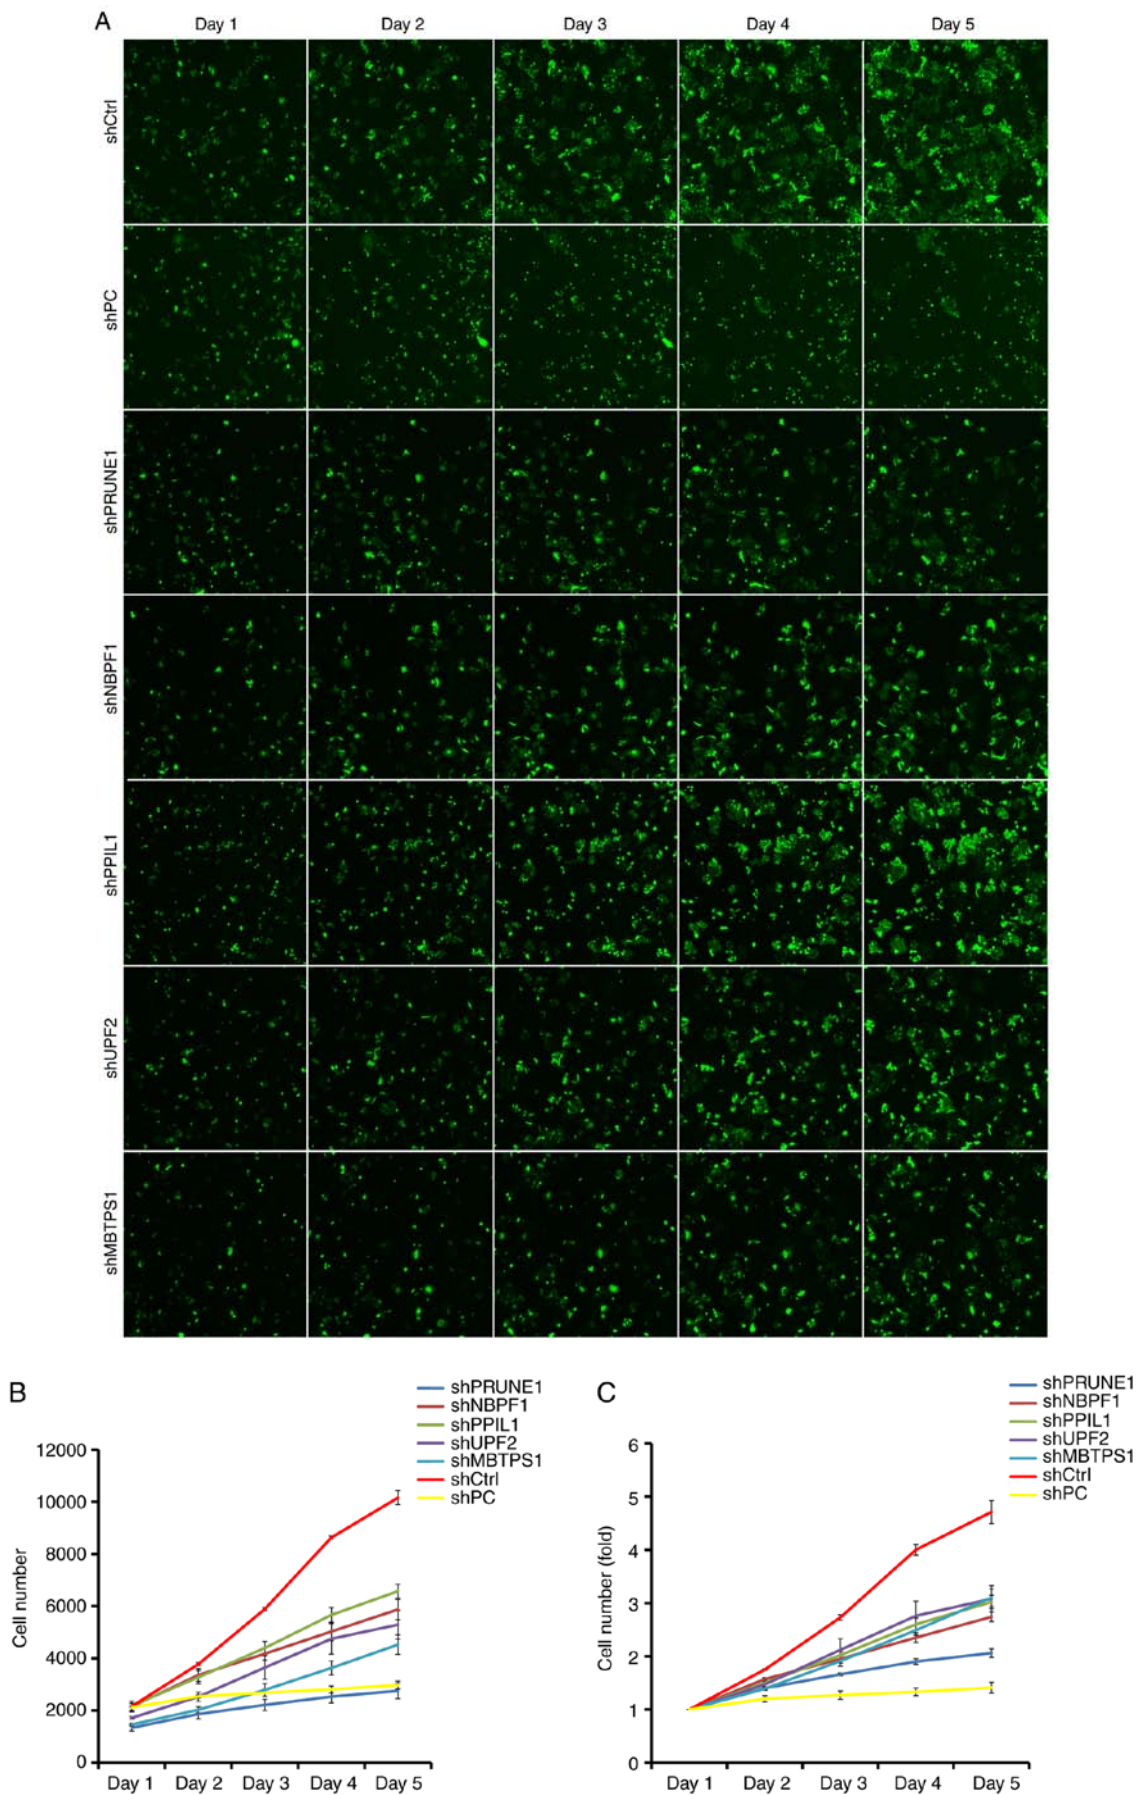 A
Day 1 Day 2 Day 3 Day 4 Day 5
shCtrl
shPC
shPRUNE1
shNBPF1
shPPIL1
shUPF2
shMBTPS1
B
shPRUNE1
shNBPF1
shPPIL1
shUPF2
shMBTPS1
shCtrl
shPC
12000
10000
8000
6000
4000
2000
0
Cell number
Day 1 Day 2 Day 3 Day 4 Day 5
C
shPRUNE1
shNBPF1
shPPIL1
shUPF2
shMBTPS1
shCtrl
shPC
6
5
4
3
2
1
0
Cell number (fold)
Day 1 Day 2 Day 3 Day 4 Day 5